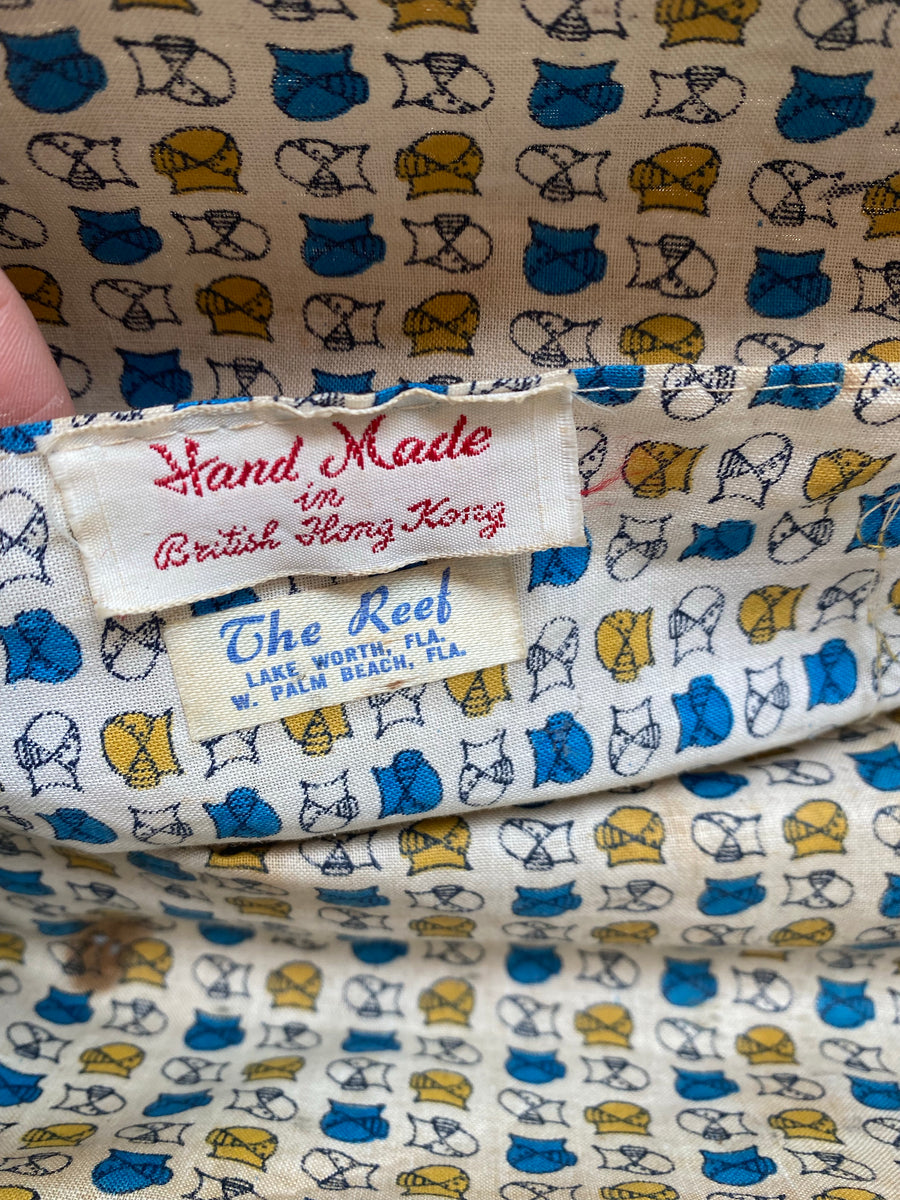 Hand Made
in
British Hong Kong
The Reef
LAKE WORTH, FLA.
W. PALM BEACH, FLA.